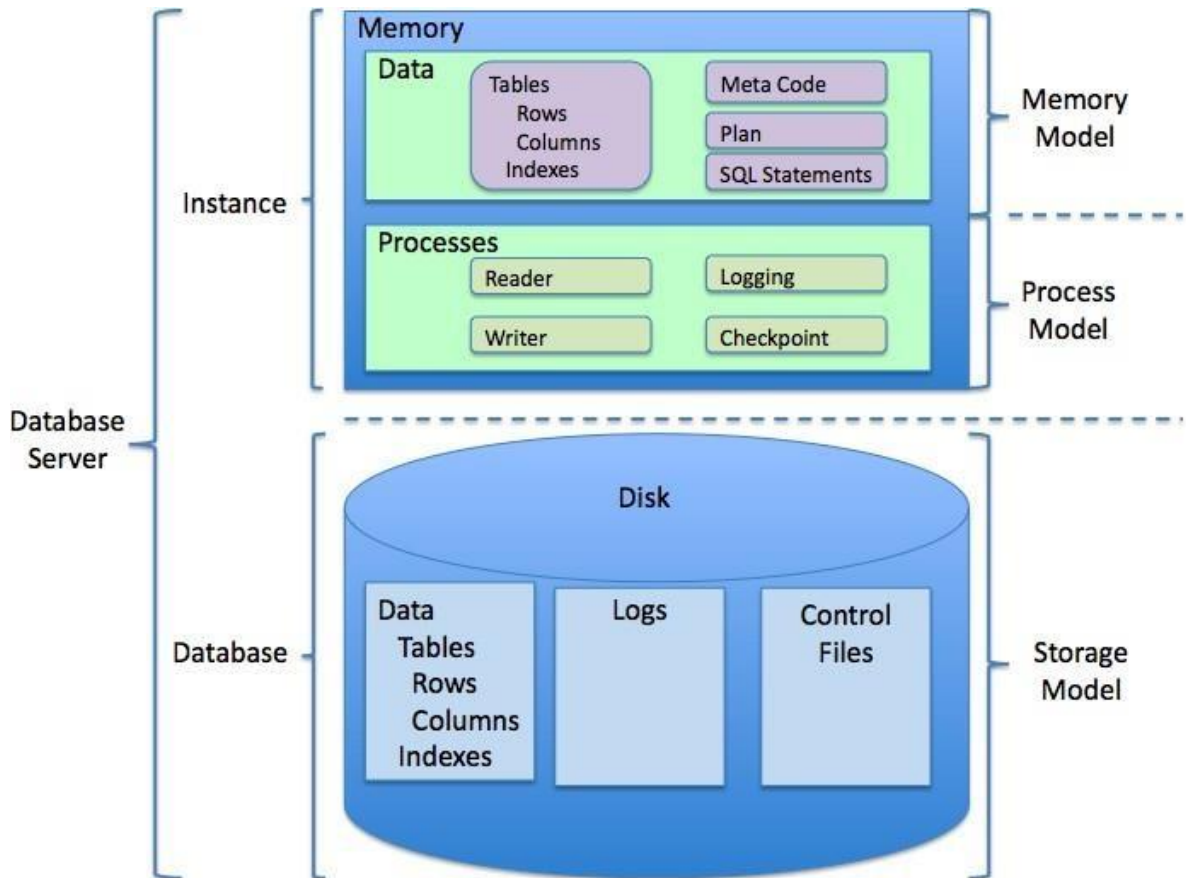 Memory
Data
Tables
Rows
Columns
Indexes
Meta Code
Plan
SQL Statements
Memory
Model
Instance
Processes
Reader
Logging
Writer
Checkpoint
Process
Model
Database
Server
Disk
Data
Tables
Rows
Columns
Indexes
Logs
Control
Files
Database
Storage
Model